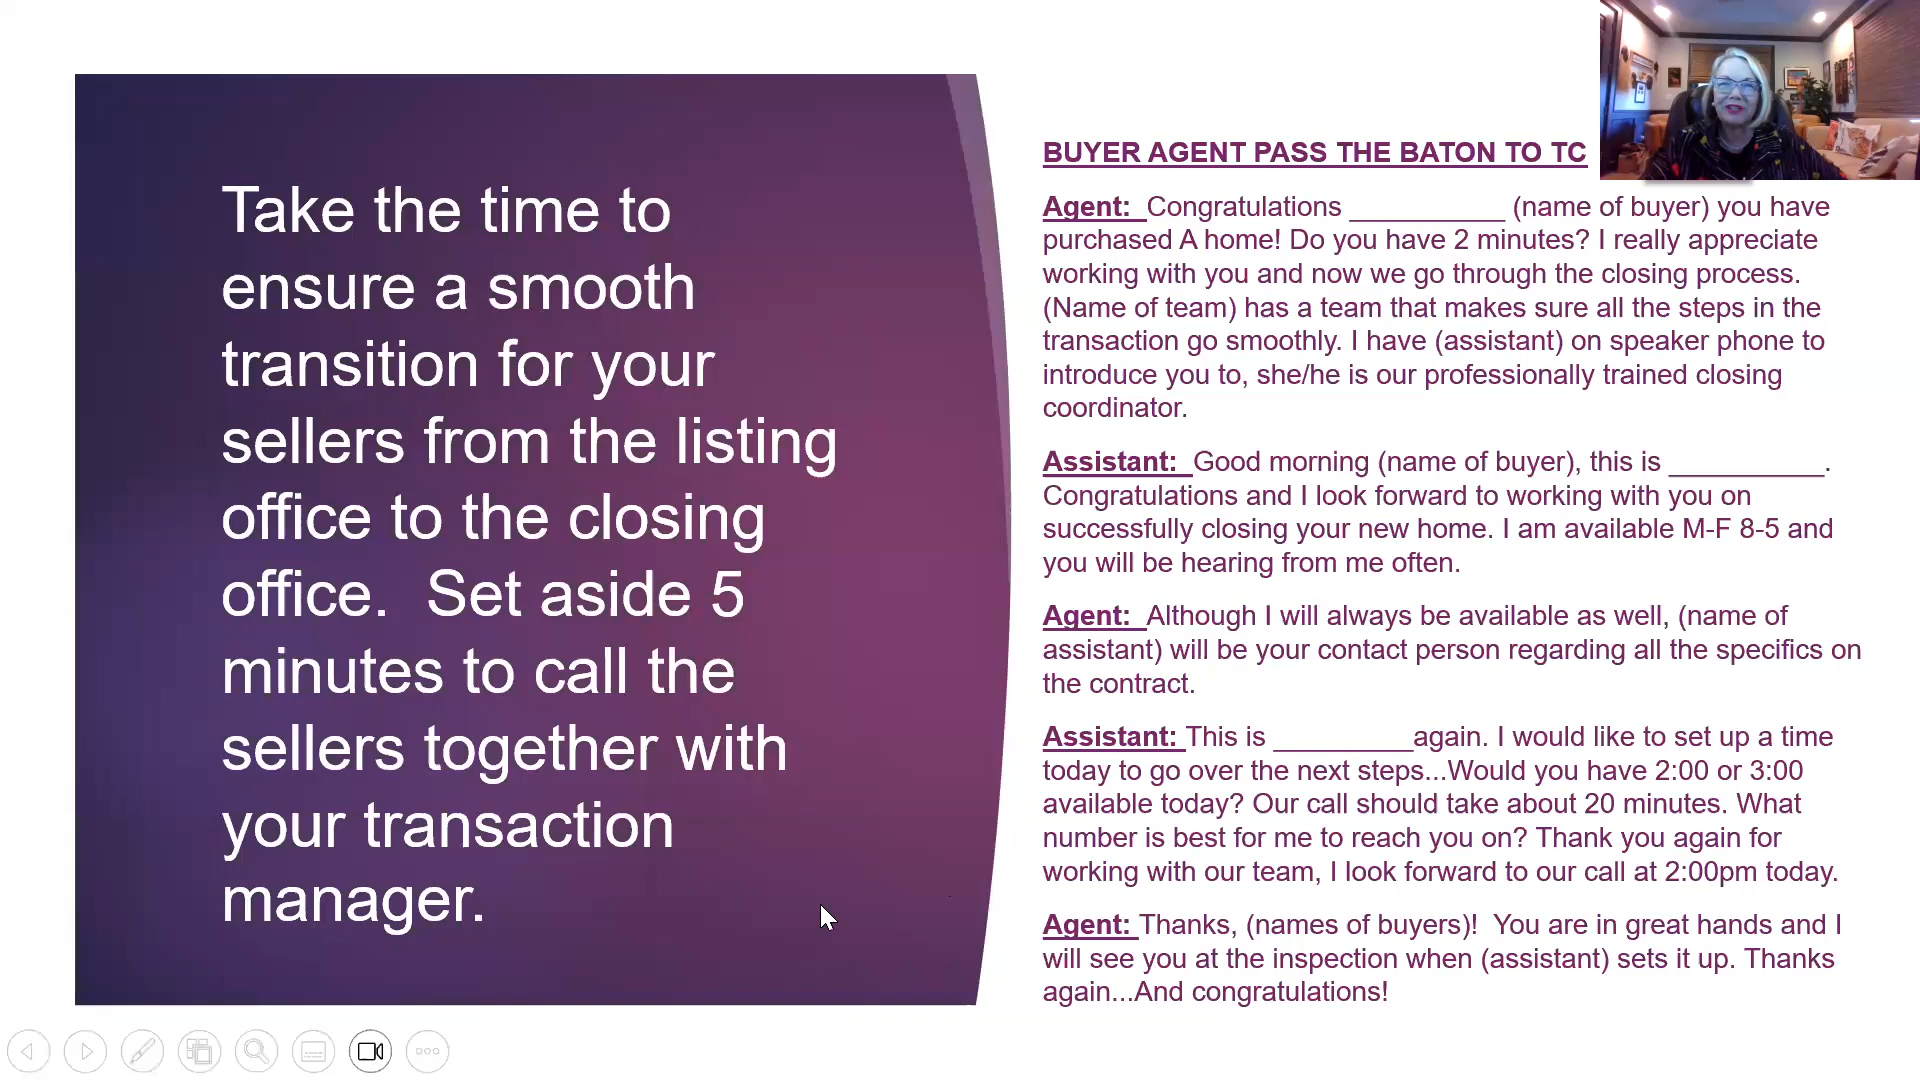 Take the time to
ensure a smooth
transition for your
sellers from the listing
office to the closing
office.  Set aside 5
minutes to call the
sellers together with
your transaction
manager.
BUYER AGENT PASS THE BATON TO TC
Agent:  Congratulations __________ (name of buyer) you have
purchased A home! Do you have 2 minutes? I really appreciate
working with you and now we go through the closing process.
(Name of team) has a team that makes sure all the steps in the
transaction go smoothly. I have (assistant) on speaker phone to
introduce you to, she/he is our professionally trained closing
coordinator.
Assistant:  Good morning (name of buyer), this is __________.
Congratulations and I look forward to working with you on
successfully closing your new home. I am available M-F 8-5 and
you will be hearing from me often.
Agent:  Although I will always be available as well, (name of
assistant) will be your contact person regarding all the specifics on
the contract.
Assistant: This is _________again. I would like to set up a time
today to go over the next steps...Would you have 2:00 or 3:00
available today? Our call should take about 20 minutes. What
number is best for me to reach you on? Thank you again for
working with our team, I look forward to our call at 2:00pm today.
Agent: Thanks, (names of buyers)!  You are in great hands and I
will see you at the inspection when (assistant) sets it up. Thanks
again...And congratulations!